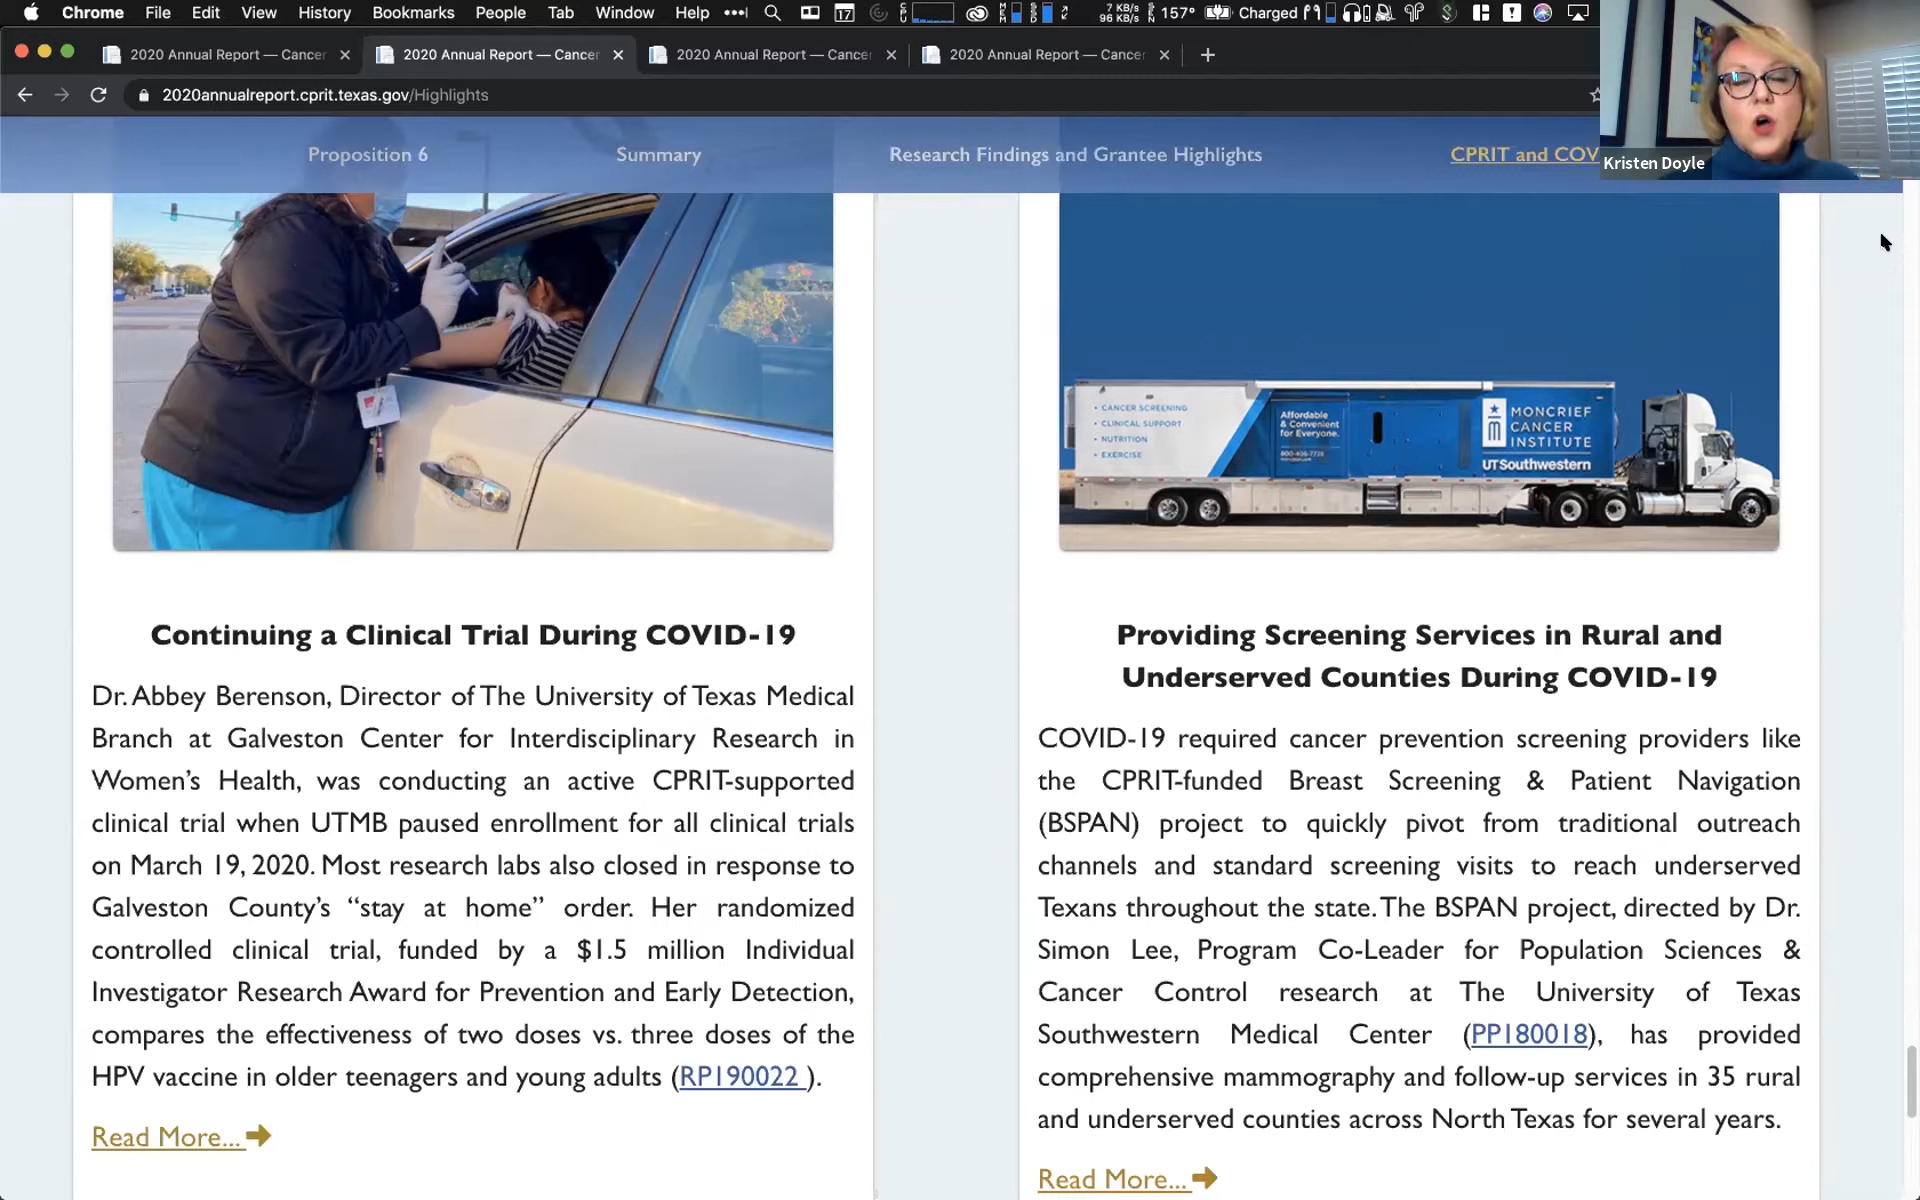 Chrome File Edit View History Bookmarks People Tab Window Help 17 7 KB/s 96 KB/s 157° Charged
2020 Annual Report — Cancer 2020 Annual Report — Cancer 2020 Annual Report — Cancer 2020 Annual Report — Cancer
2020annualreport.cprit.texas.gov/Highlights
Proposition 6 Summary Research Findings and Grantee Highlights CPRIT and COV
Kristen Doyle
• CANCER SCREENING
• CLINICAL SUPPORT
• NUTRITION
• EXERCISE
Affordable
& Convenient
for Everyone.
MONCRIEF
CANCER
INSTITUTE
UTSouthwestern
Continuing a Clinical Trial During COVID-19
Dr. Abbey Berenson, Director of The University of Texas Medical
Branch at Galveston Center for Interdisciplinary Research in
Women’s Health, was conducting an active CPRIT-supported
clinical trial when UTMB paused enrollment for all clinical trials
on March 19, 2020. Most research labs also closed in response to
Galveston County’s “stay at home” order. Her randomized
controlled clinical trial, funded by a $1.5 million Individual
Investigator Research Award for Prevention and Early Detection,
compares the effectiveness of two doses vs. three doses of the
HPV vaccine in older teenagers and young adults (RP190022 ).
Read More...
Providing Screening Services in Rural and
Underserved Counties During COVID-19
COVID-19 required cancer prevention screening providers like
the CPRIT-funded Breast Screening & Patient Navigation
(BSPAN) project to quickly pivot from traditional outreach
channels and standard screening visits to reach underserved
Texans throughout the state. The BSPAN project, directed by Dr.
Simon Lee, Program Co-Leader for Population Sciences &
Cancer Control research at The University of Texas
Southwestern Medical Center (PP180018), has provided
comprehensive mammography and follow-up services in 35 rural
and underserved counties across North Texas for several years.
Read More...